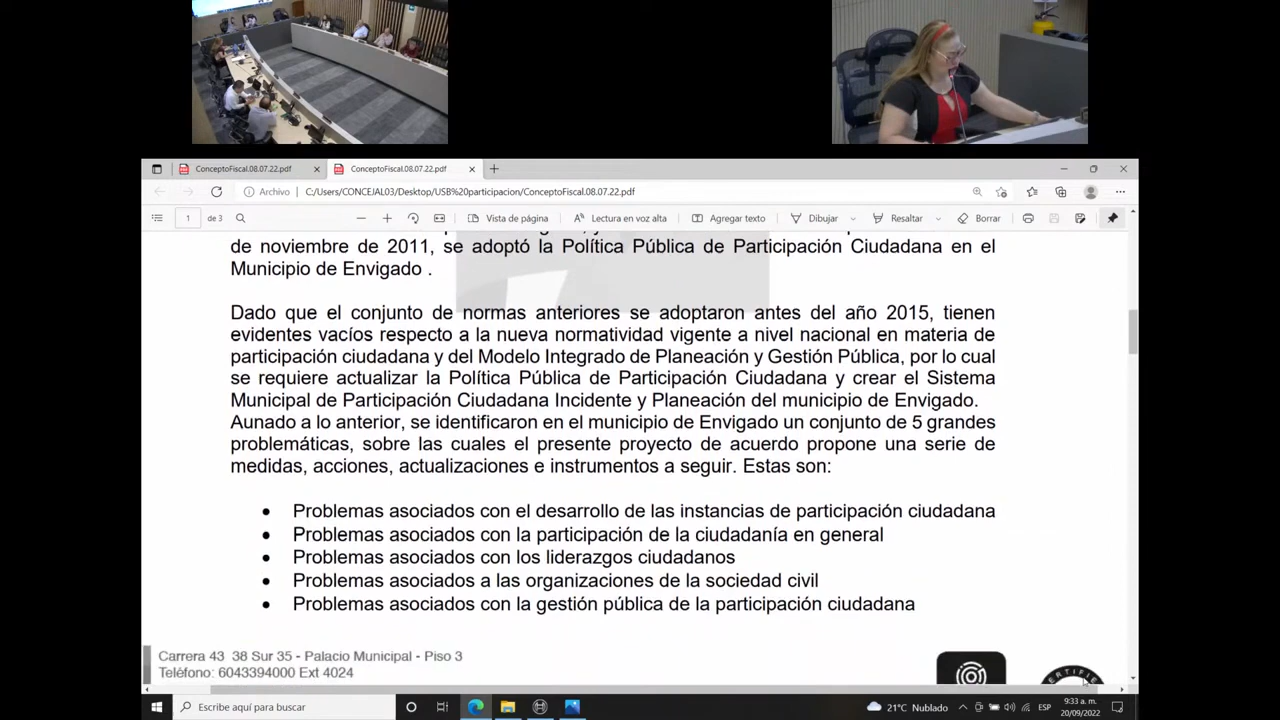 ConceptoFiscal.08.07.22.pdf
ConceptoFiscal.08.07.22.pdf
Archivo
C:/Users/CONCEJAL03/Desktop/USB%20participacion/ConceptoFiscal.08.07.22.pdf
1 de 3
Vista de página
Lectura en voz alta
Agregar texto
Dibujar
Resaltar
Borrar
de noviembre de 2011, se adoptó la Política Pública de Participación Ciudadana en el
Municipio de Envigado .
Dado que el conjunto de normas anteriores se adoptaron antes del año 2015, tienen
evidentes vacíos respecto a la nueva normatividad vigente a nivel nacional en materia de
participación ciudadana y del Modelo Integrado de Planeación y Gestión Pública, por lo cual
se requiere actualizar la Política Pública de Participación Ciudadana y crear el Sistema
Municipal de Participación Ciudadana Incidente y Planeación del municipio de Envigado.
Aunado a lo anterior, se identificaron en el municipio de Envigado un conjunto de 5 grandes
problemáticas, sobre las cuales el presente proyecto de acuerdo propone una serie de
medidas, acciones, actualizaciones e instrumentos a seguir. Estas son:
• Problemas asociados con el desarrollo de las instancias de participación ciudadana
• Problemas asociados con la participación de la ciudadanía en general
• Problemas asociados con los liderazgos ciudadanos
• Problemas asociados a las organizaciones de la sociedad civil
• Problemas asociados con la gestión pública de la participación ciudadana
Carrera 43 38 Sur 35 - Palacio Municipal - Piso 3
Teléfono: 6043394000 Ext 4024
Escribe aquí para buscar
21°C Nublado
ESP
9:33 a. m.
20/09/2022